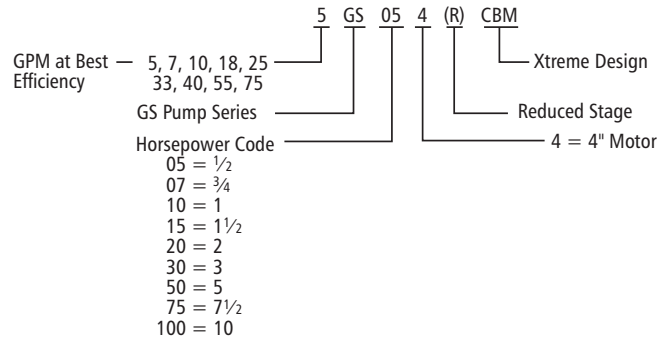 5 GS 05 4 (R) CBM
GPM at Best Efficiency
5, 7, 10, 18, 25
33, 40, 55, 75
Xtreme Design
GS Pump Series
Reduced Stage
Horsepower Code
4 = 4" Motor
05 = ½
07 = ¾
10 = 1
15 = 1½
20 = 2
30 = 3
50 = 5
75 = 7½
100 = 10